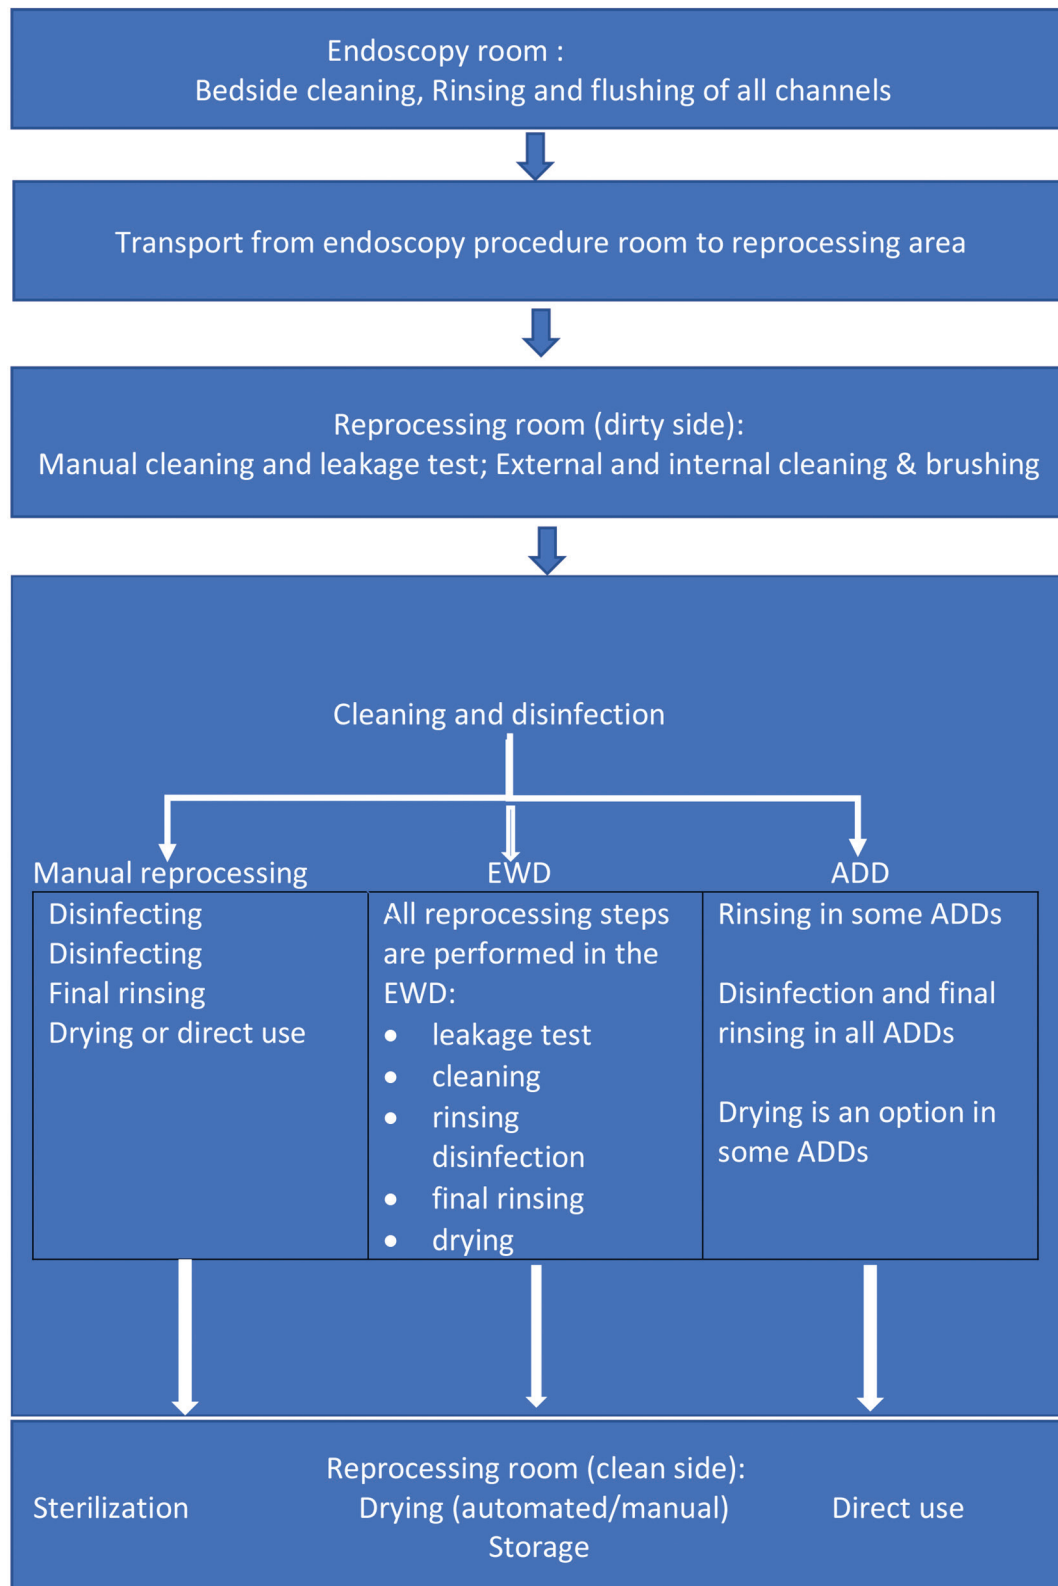 Endoscopy room :
Bedside cleaning, Rinsing and flushing of all channels
Transport from endoscopy procedure room to reprocessing area
Reprocessing room (dirty side):
Manual cleaning and leakage test; External and internal cleaning & brushing
Cleaning and disinfection
Manual reprocessing
Disinfecting
Disinfecting
Final rinsing
Drying or direct use
EWD
All reprocessing steps
are performed in the
EWD:
• leakage test
• cleaning
• rinsing
disinfection
• final rinsing
• drying
ADD
Rinsing in some ADDs
Disinfection and final
rinsing in all ADDs
Drying is an option in
some ADDs
Reprocessing room (clean side):
Sterilization
Drying (automated/manual)
Storage
Direct use